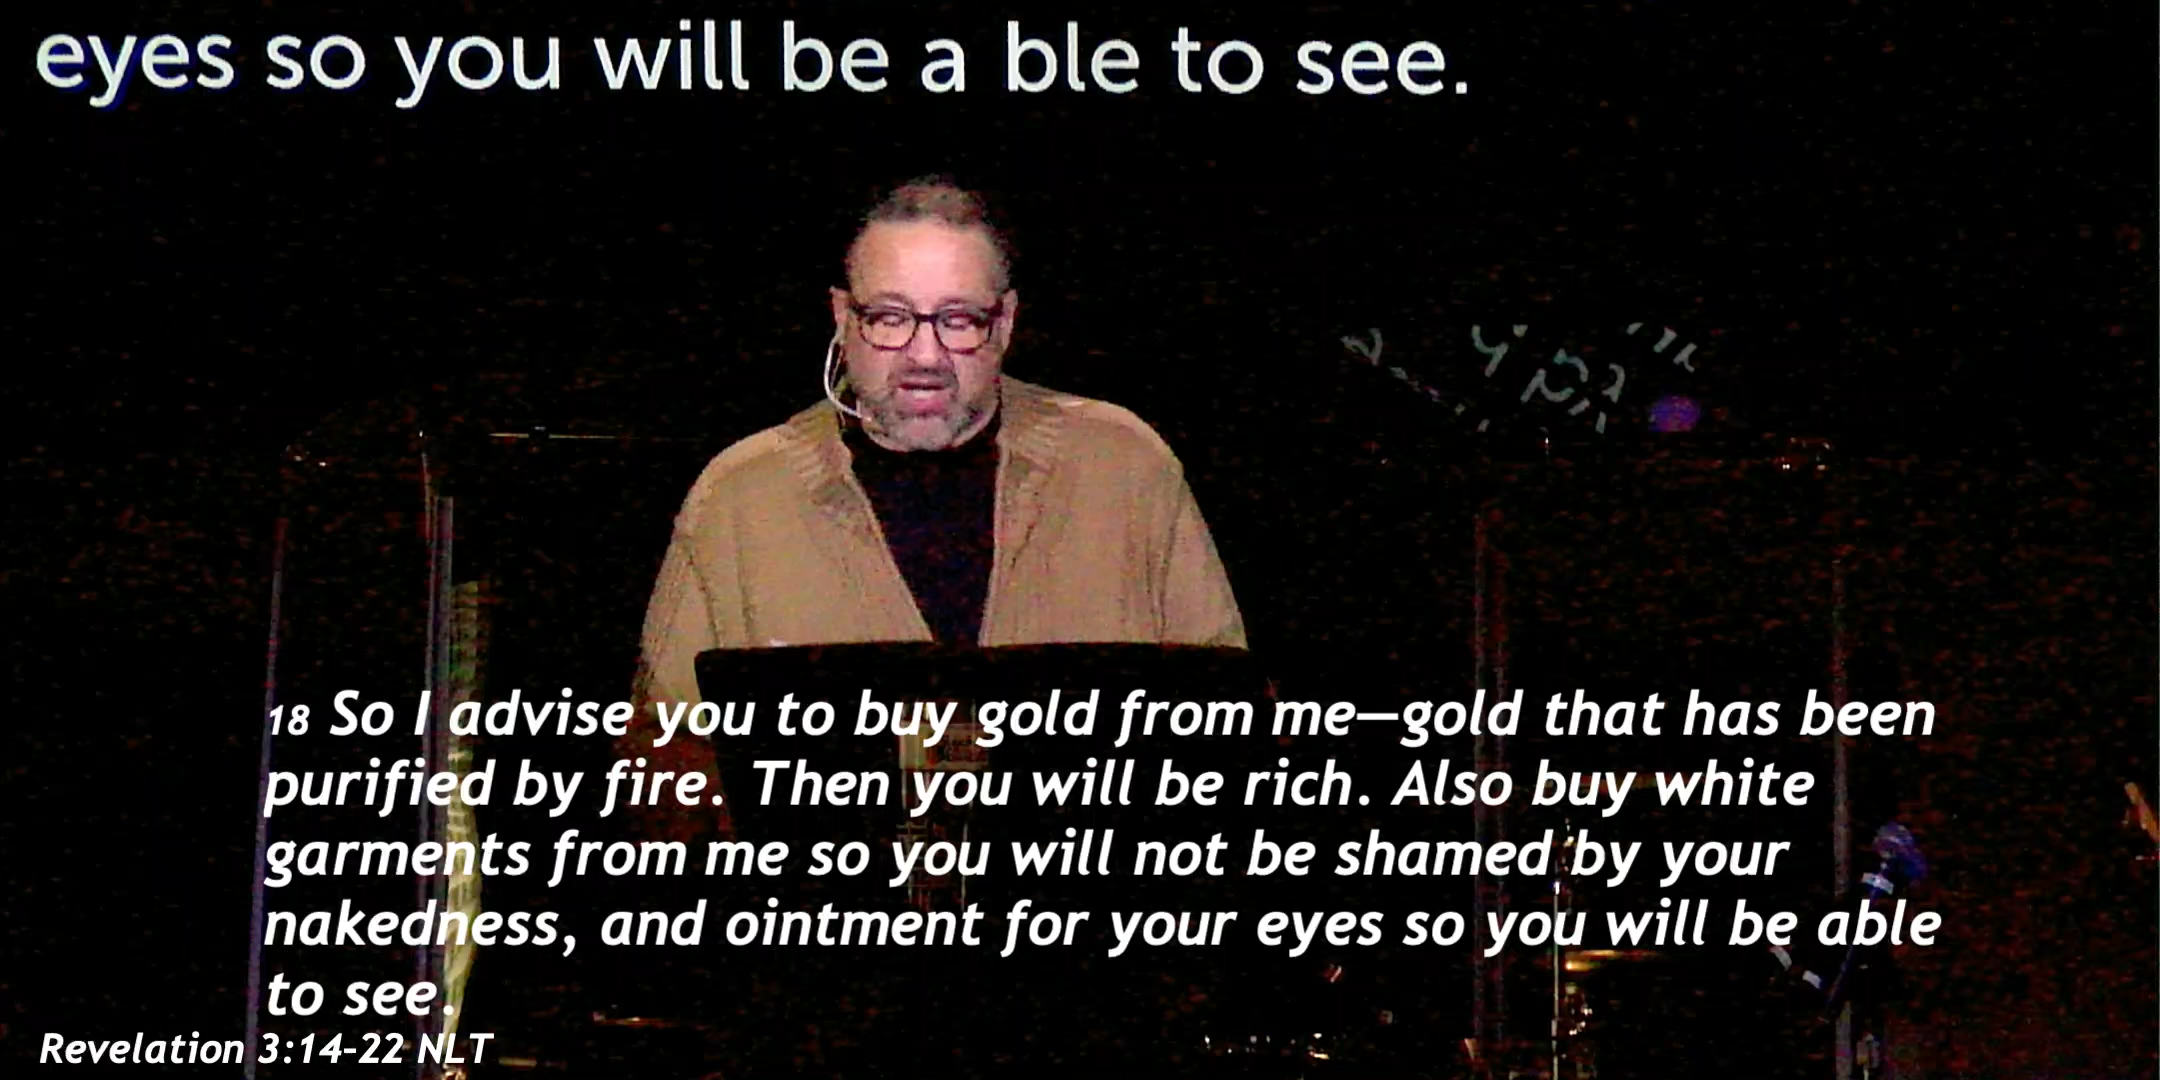 eyes so you will be a ble to see.
18 So I advise you to buy gold from me—gold that has been
purified by fire. Then you will be rich. Also buy white
garments from me so you will not be shamed by your
nakedness, and ointment for your eyes so you will be able
to see.
Revelation 3:14-22 NLT